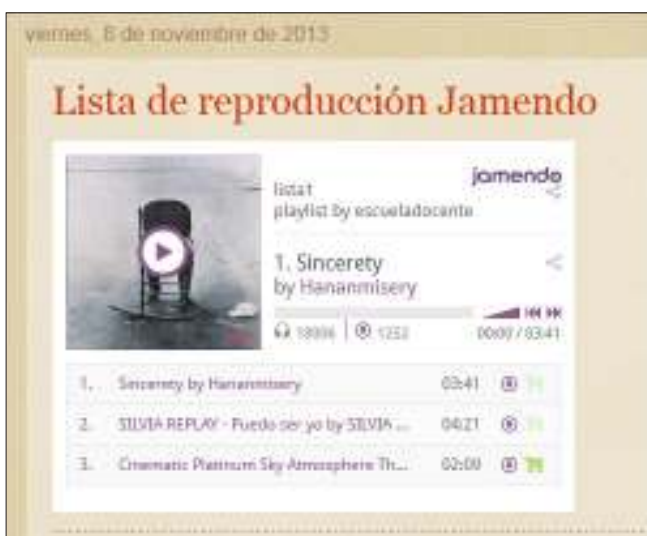 viernes, 8 de noviembre de 2013
Lista de reproducción Jamendo
jamendo
lista1
playlist by escueladocente
1. Sincerety
by Hananmisery
1252
00:00 / 03:41
1. Sincerety by Hananmisery 03:41
2. SILVIA REPLAY - Puedo ser yo by SILVIA ... 04:21
3. Cinematic Platinum Sky Atmosphere Th... 02:09